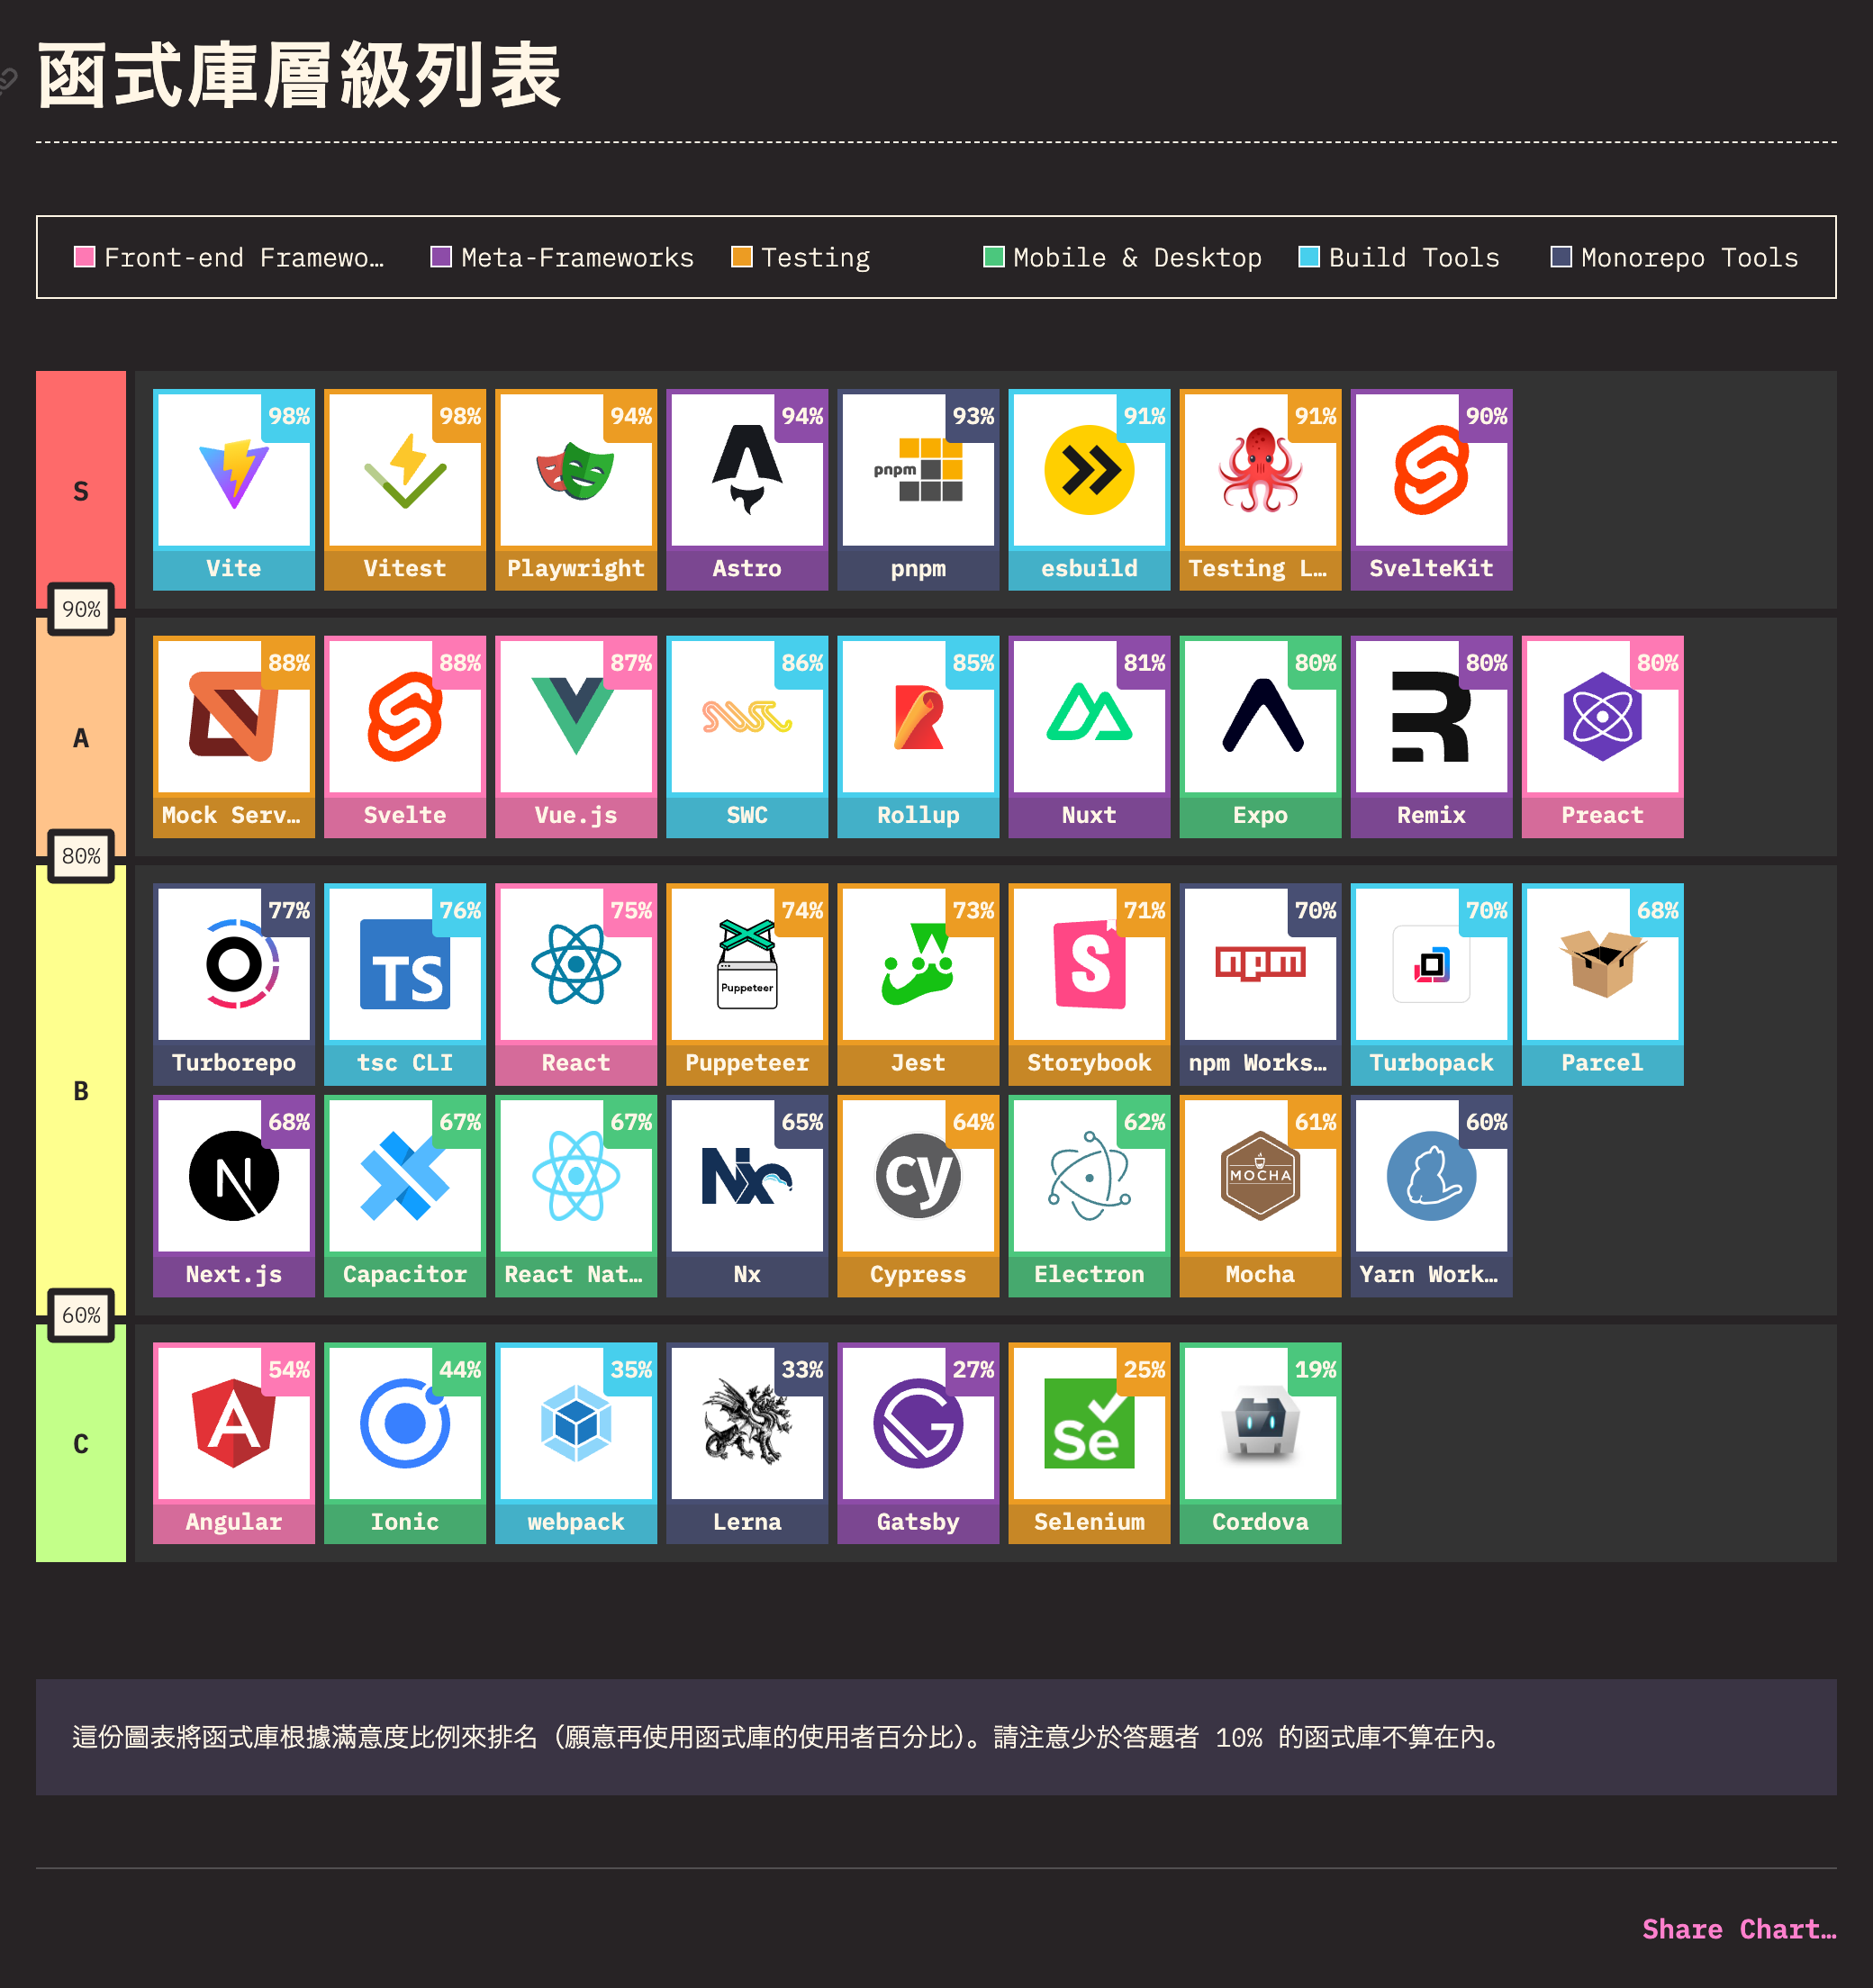 函式庫層級列表
Front-end Framewo… Meta-Frameworks Testing Mobile & Desktop Build Tools Monorepo Tools
S
98% 98% 94% 94% 93% 91% 91% 90%
pnpm
Vite Vitest Playwright Astro pnpm esbuild Testing L… SvelteKit
90%
A
88% 88% 87% 86% 85% 81% 80% 80% 80%
Mock Serv… Svelte Vue.js SWC Rollup Nuxt Expo Remix Preact
80%
B
77% 76% 75% 74% 73% 71% 70% 70% 68%
TS Puppeteer S npm
Turborepo tsc CLI React Puppeteer Jest Storybook npm Works… Turbopack Parcel
68% 67% 67% 65% 64% 62% 61% 60%
N Nx cy MOCHA
Next.js Capacitor React Nat… Nx Cypress Electron Mocha Yarn Work…
60%
C
54% 44% 35% 33% 27% 25% 19%
A G Se
Angular Ionic webpack Lerna Gatsby Selenium Cordova
這份圖表將函式庫根據滿意度比例來排名（願意再使用函式庫的使用者百分比）。請注意少於答題者 10% 的函式庫不算在內。
Share Chart…